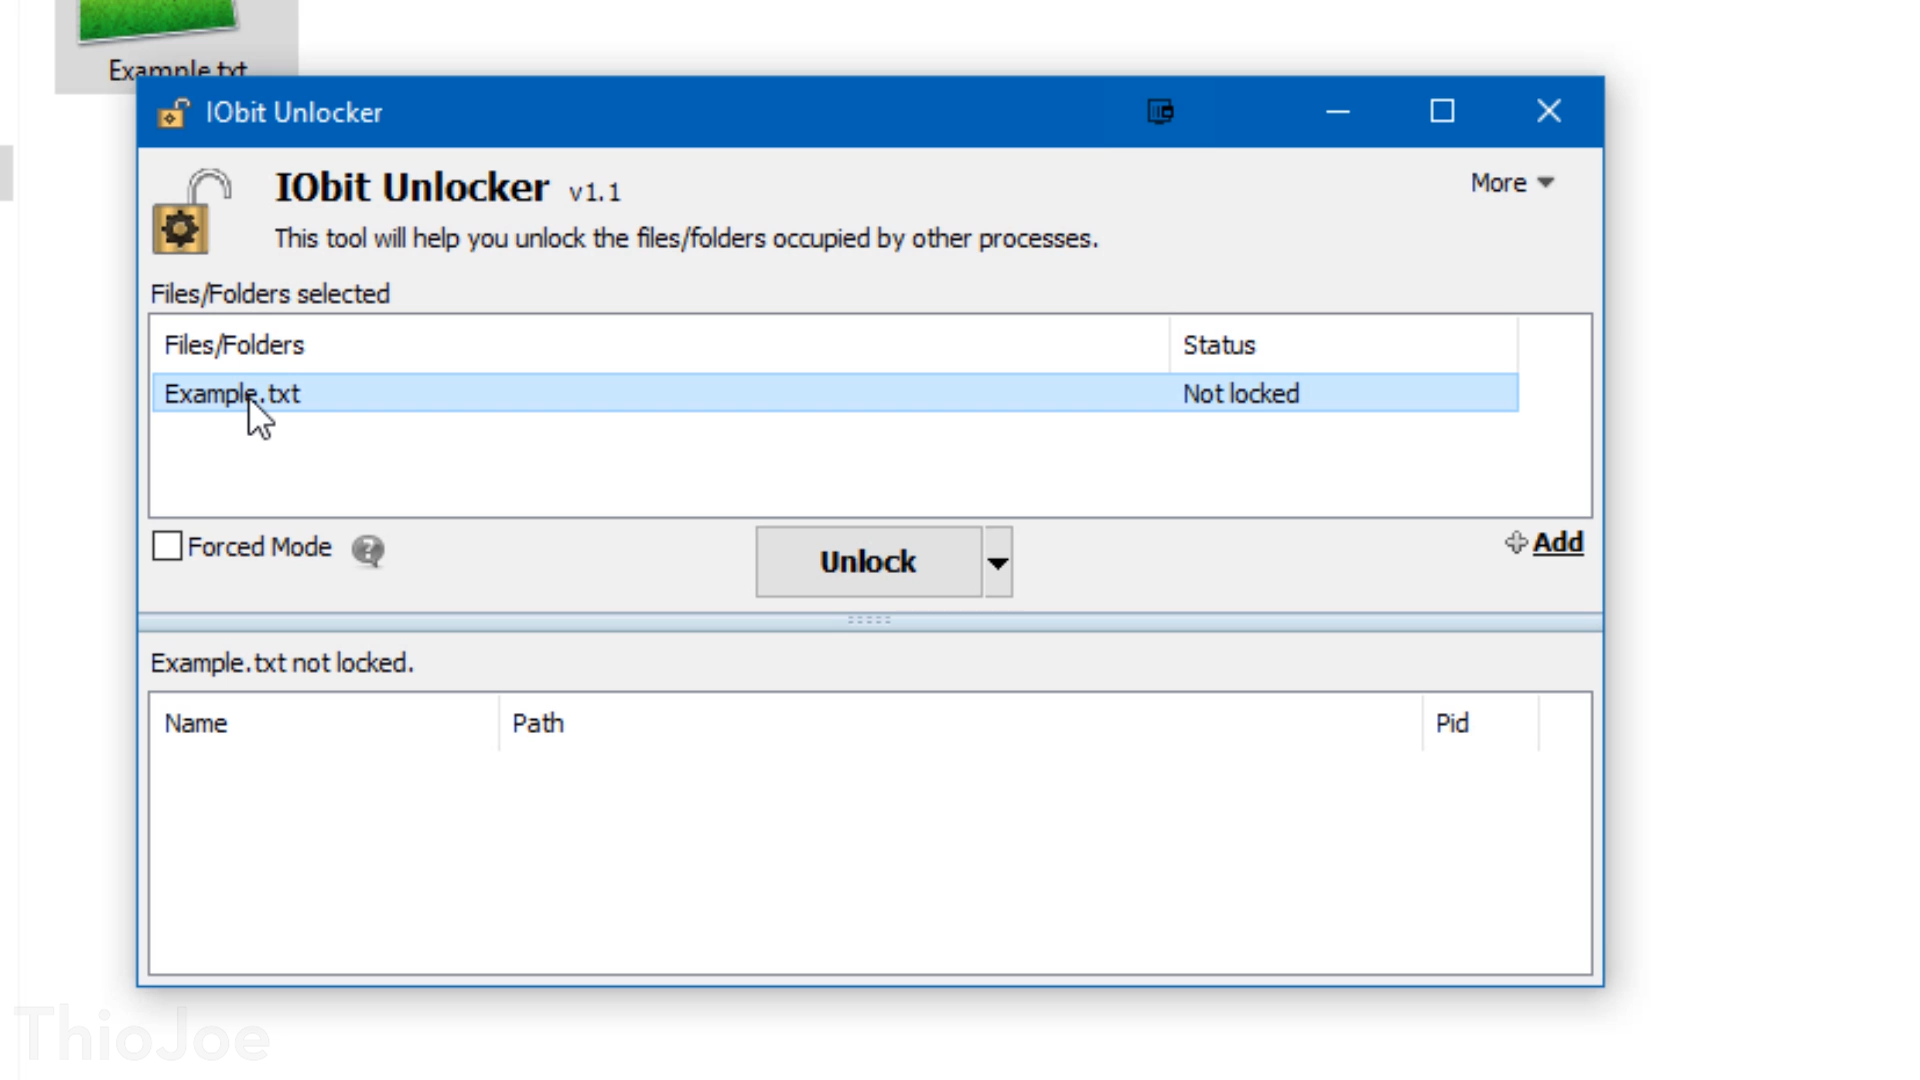 Example.txt
IObit Unlocker
IObit Unlocker v1.1
More
This tool will help you unlock the files/folders occupied by other processes.
Files/Folders selected
Files/Folders Status
Example.txt Not locked
Forced Mode
Unlock
Add
Example.txt not locked.
Name Path Pid
ThioJoe